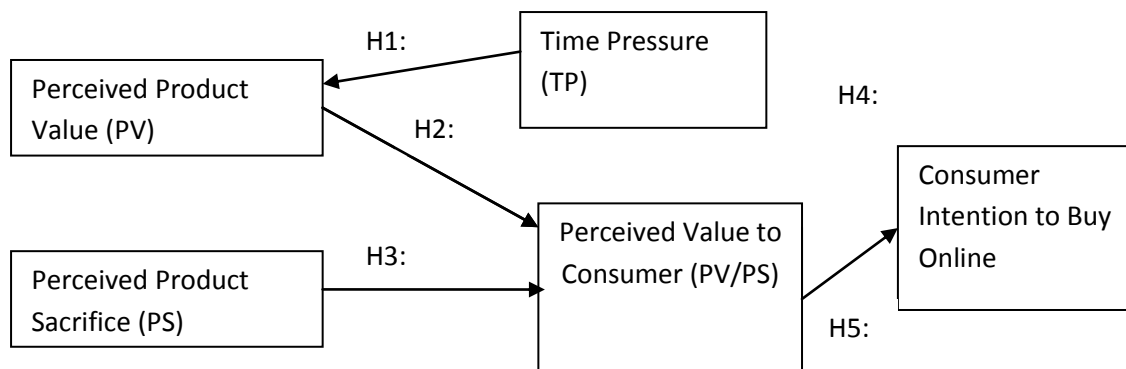 H1:
Time Pressure
(TP)
Perceived Product
Value (PV)
H2:
H4:
Consumer
Intention to Buy
Online
Perceived Value to
Consumer (PV/PS)
H3:
Perceived Product
Sacrifice (PS)
H5: